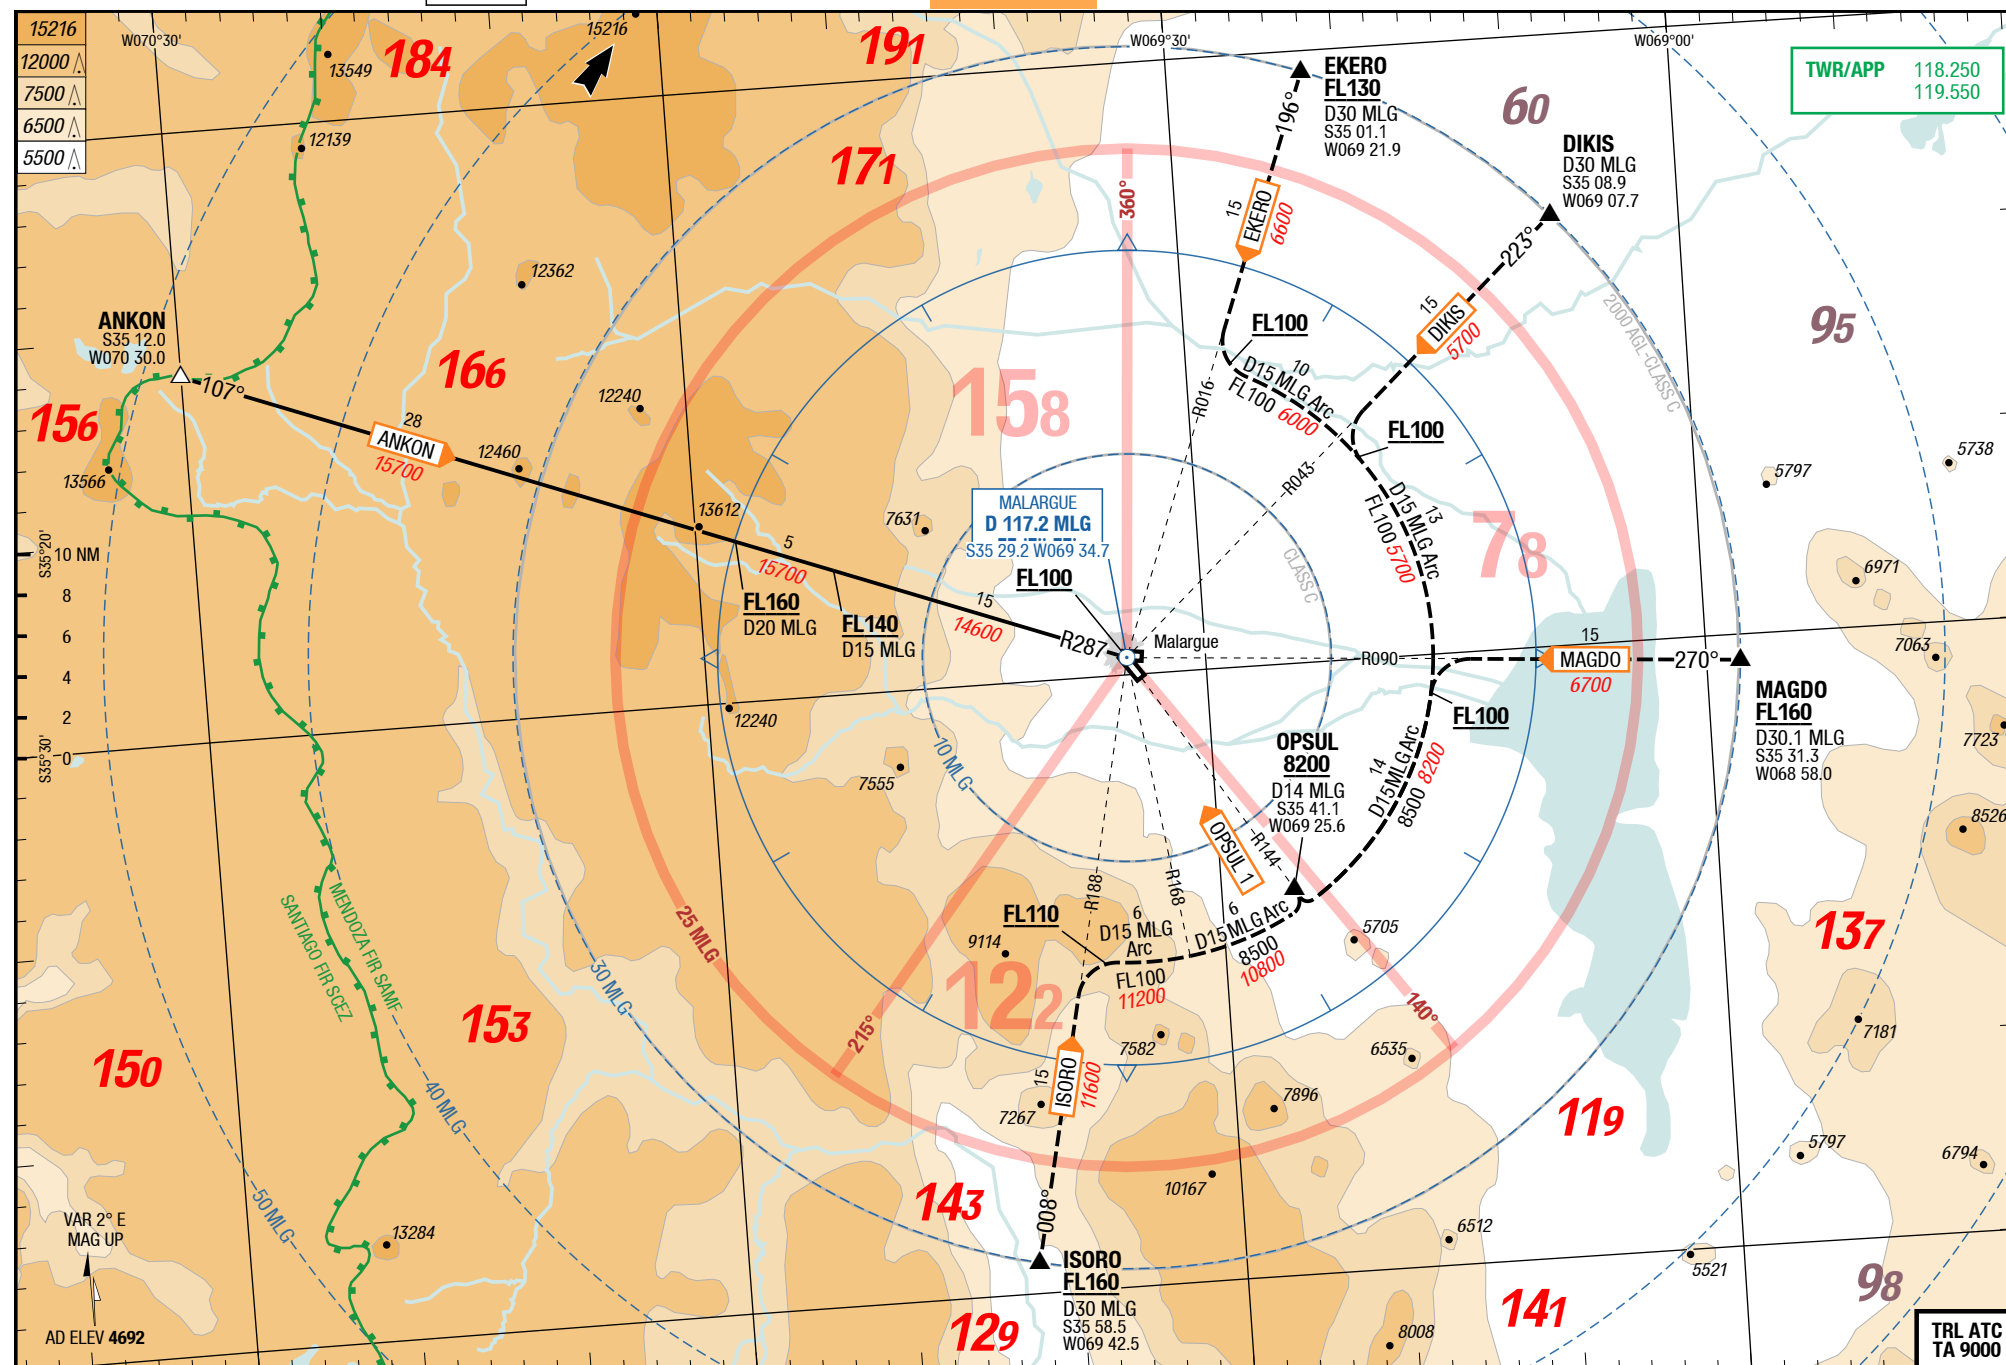 15216
12000
7500
6500
5500
W070°30'
13549
184
15216
191
W069°30'
W069°00'
TWR/APP 118.250
119.550
EKERO
FL130
D30 MLG
S35 01.1
W069 21.9
196°
60
12139
171
DIKIS
D30 MLG
S35 08.9
W069 07.7
360°
15
EKERO
6600
223°
12362
15
DIKIS
5700
2000 AGL-CLASS C
95
ANKON
S35 12.0
W070 30.0
107°
166
FL100
10
D15 MLG Arc
FL100 6000
R016
158
12240
156
28
ANKON
15700
12460
FL100
R043
5738
5797
13566
13612
7631
MALARGUE
D 117.2 MLG
S35 29.2 W069 34.7
13
D15 MLG Arc
FL100 5700
78
S35°20'
10 NM
8
6
4
2
0
S35°30'
5
15700
FL160
D20 MLG
FL140
D15 MLG
15
14600
FL100
CLASS C
R287
Malargue
R090
15
MAGDO
6700
270°
6971
7063
MAGDO
FL160
D30.1 MLG
S35 31.3
W068 58.0
FL100
7723
12240
10 MLG
7555
OPSUL
8200
D14 MLG
S35 41.1
W069 25.6
14
D15MLG Arc
8500 8200
8526
OPSUL 1
R144
R168
R188
MENDOZA FIR SAMF
SANTIAGO FIR SCEZ
25 MLG
30 MLG
40 MLG
50 MLG
FL110
9114
6
D15 MLG
Arc
FL100
11200
6
D15 MLG Arc
8500
10800
5705
137
122
153
150
215°
140°
7181
7582
6535
15
ISORO
11600
7267
7896
119
5797
6794
10167
143
008°
6512
5521
VAR 2° E
MAG UP
13284
ISORO
FL160
D30 MLG
S35 58.5
W069 42.5
129
141
98
8008
AD ELEV 4692
TRL ATC
TA 9000